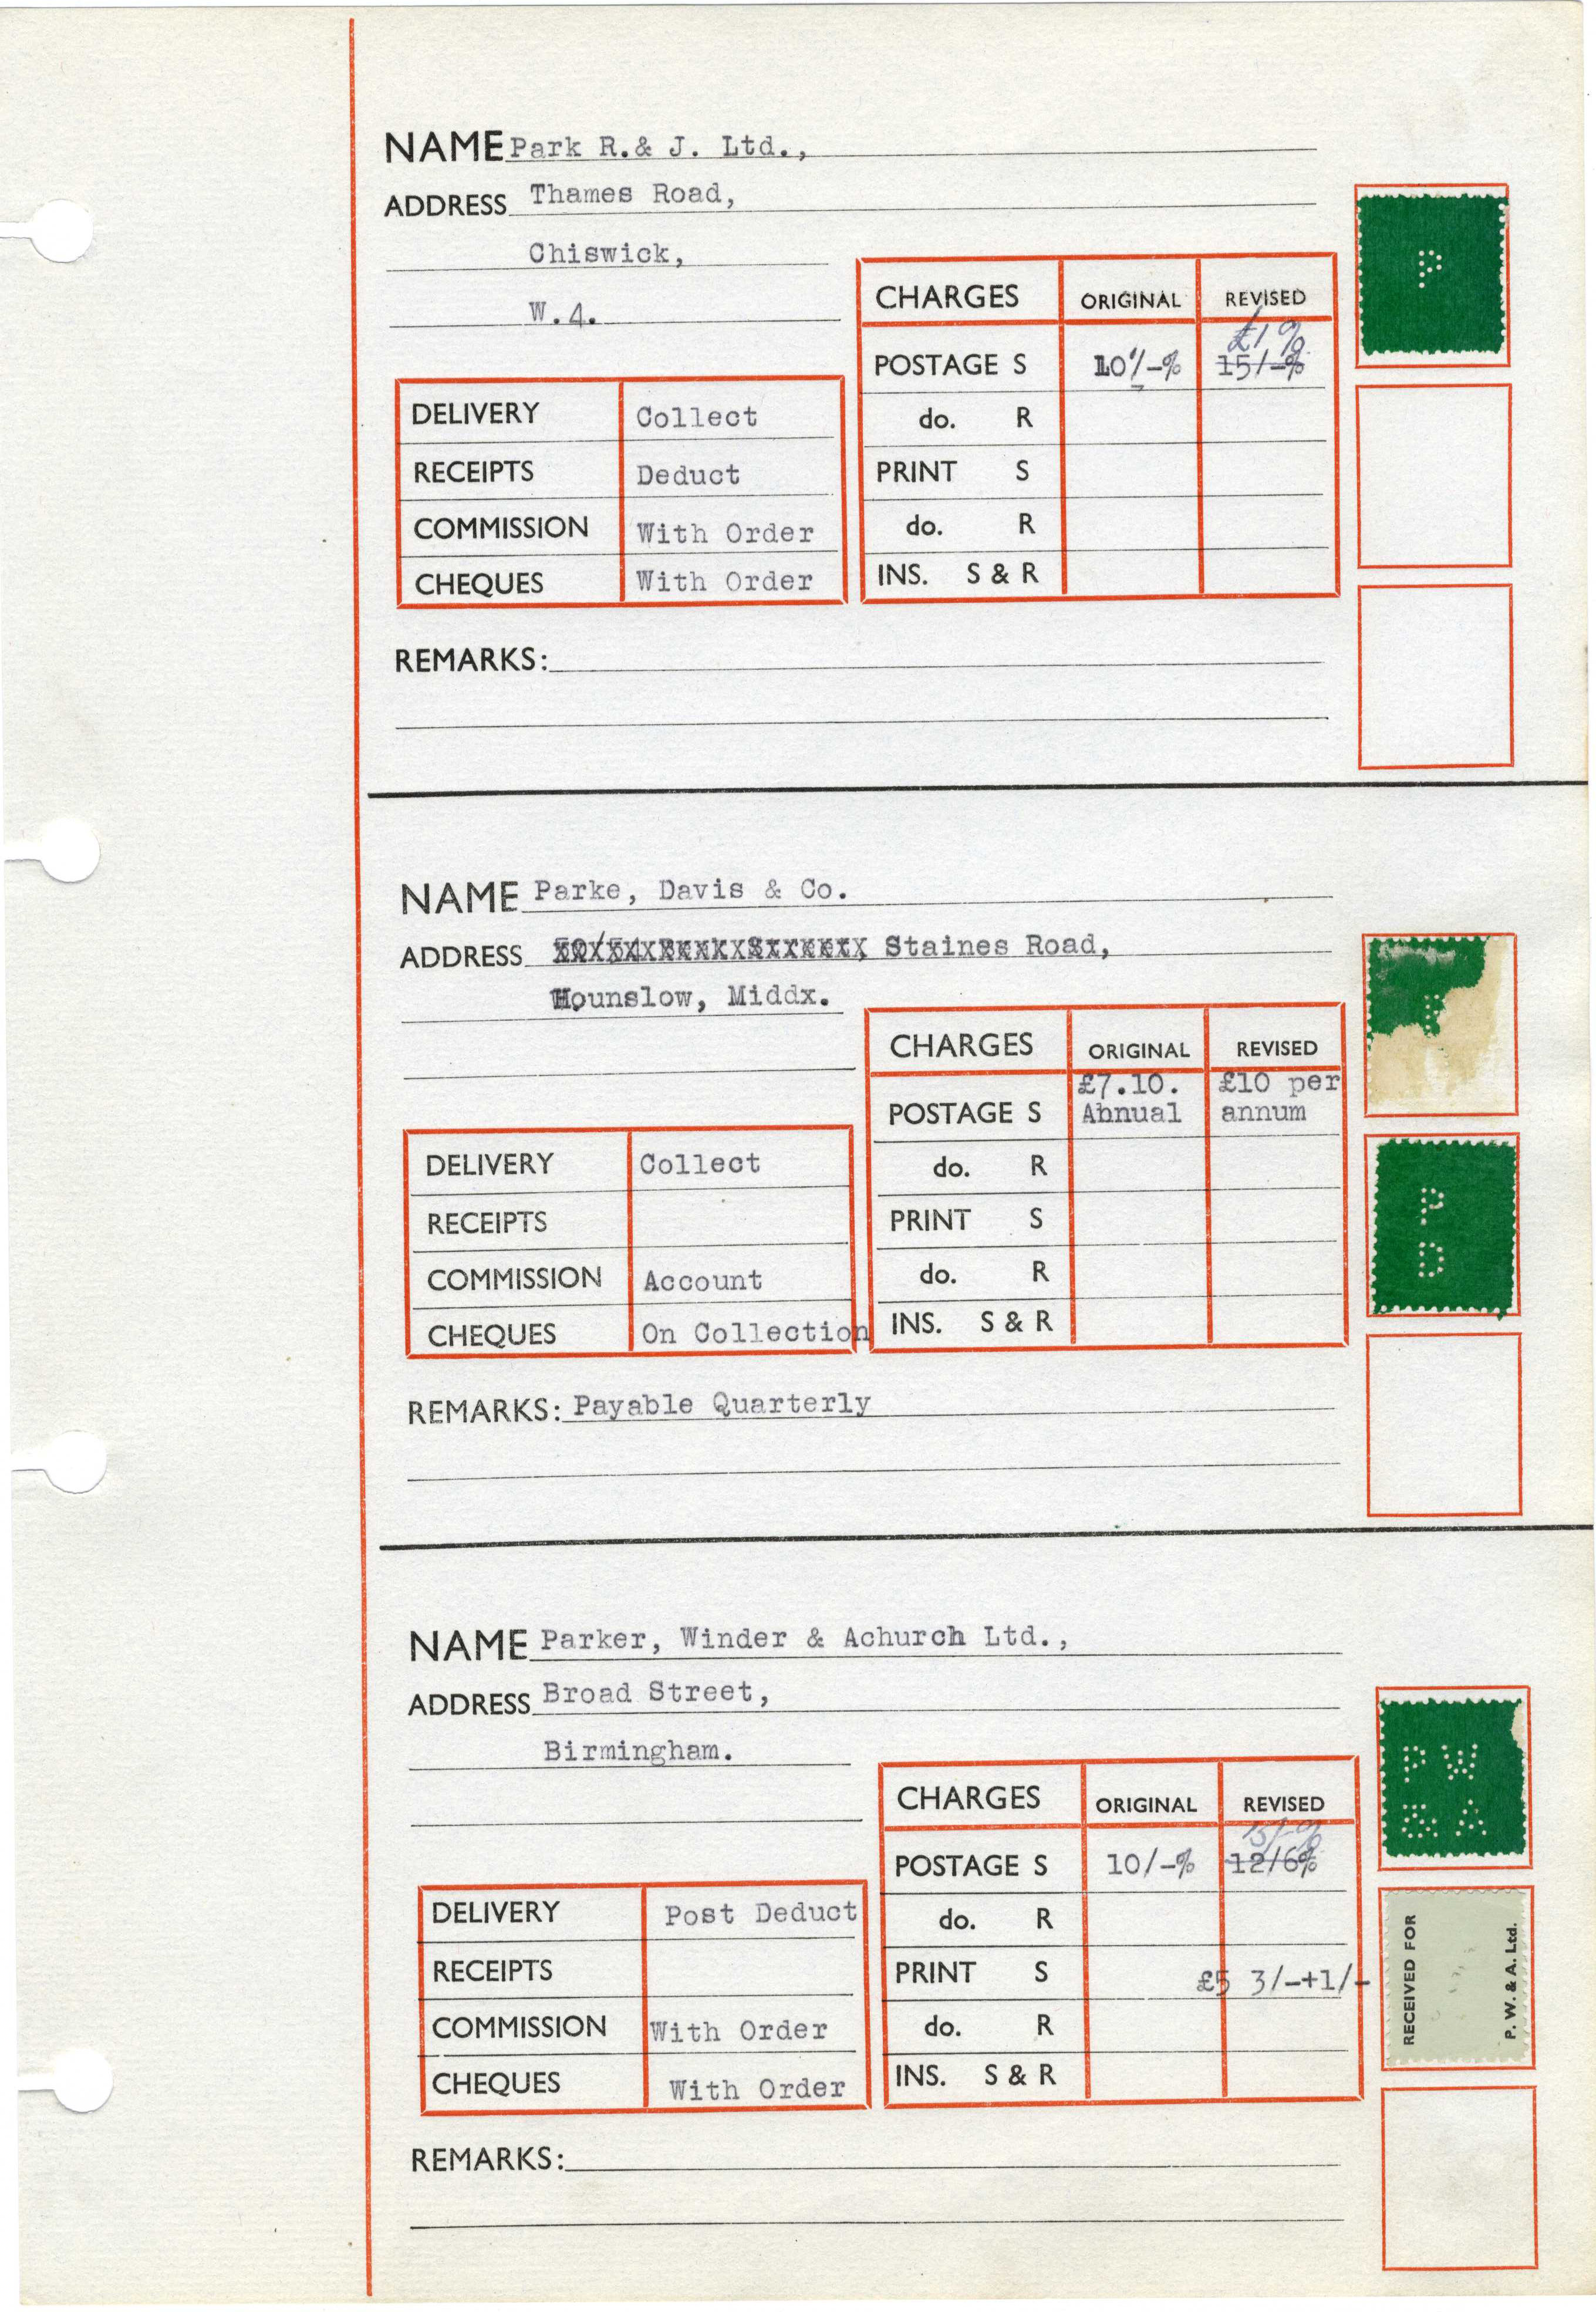 NAME Park R.& J. Ltd.,
ADDRESS Thames Road,
Chiswick,
W.4.
CHARGES ORIGINAL REVISED
£1 %
POSTAGE S 10/-% 15/-%
do. R
PRINT S
do. R
INS. S & R
DELIVERY Collect
RECEIPTS Deduct
COMMISSION With Order
CHEQUES With Order
REMARKS:
P
NAME Parke, Davis & Co.
ADDRESS Staines Road,
Hounslow, Middx.
CHARGES ORIGINAL REVISED
£7.10. £10 per
POSTAGE S Ahnual annum
do. R
PRINT S
do. R
INS. S & R
DELIVERY Collect
RECEIPTS
COMMISSION Account
CHEQUES On Collection
REMARKS: Payable Quarterly
P
P
D
NAME Parker, Winder & Achurch Ltd.,
ADDRESS Broad Street,
Birmingham.
CHARGES ORIGINAL REVISED
15/-%
POSTAGE S 10/-% 12/6%
do. R
PRINT S £5 3/-+1/-
do. R
INS. S & R
DELIVERY Post Deduct
RECEIPTS
COMMISSION With Order
CHEQUES With Order
REMARKS:
P W
& A
RECEIVED FOR
P. W. & A. Ltd.